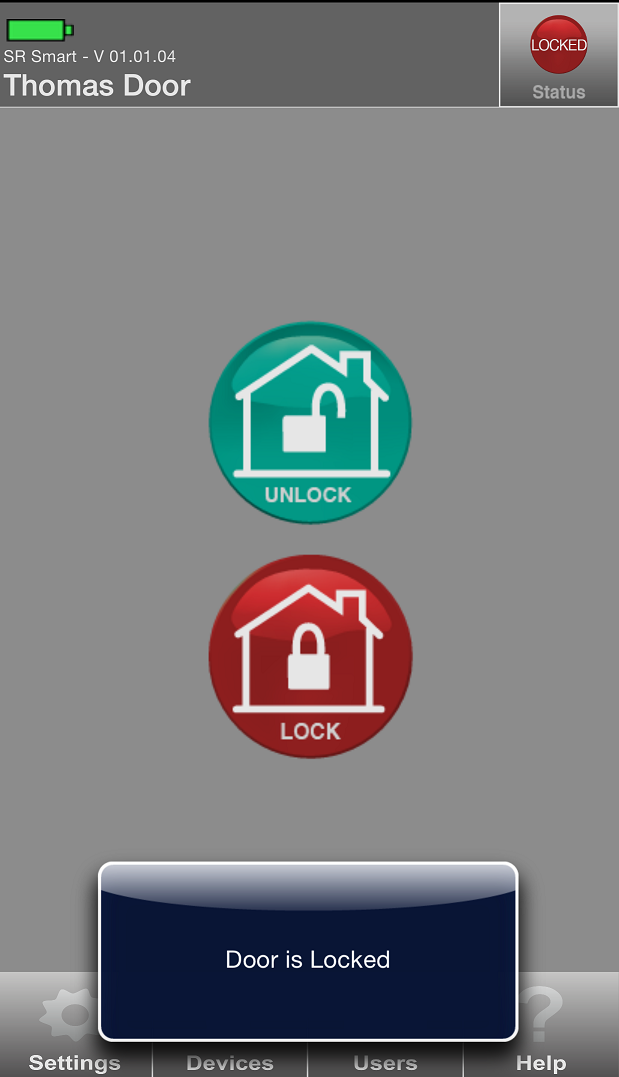 SR Smart - V 01.01.04
Thomas Door
LOCKED
Status
UNLOCK
LOCK
Door is Locked
Settings
Devices
Users
Help